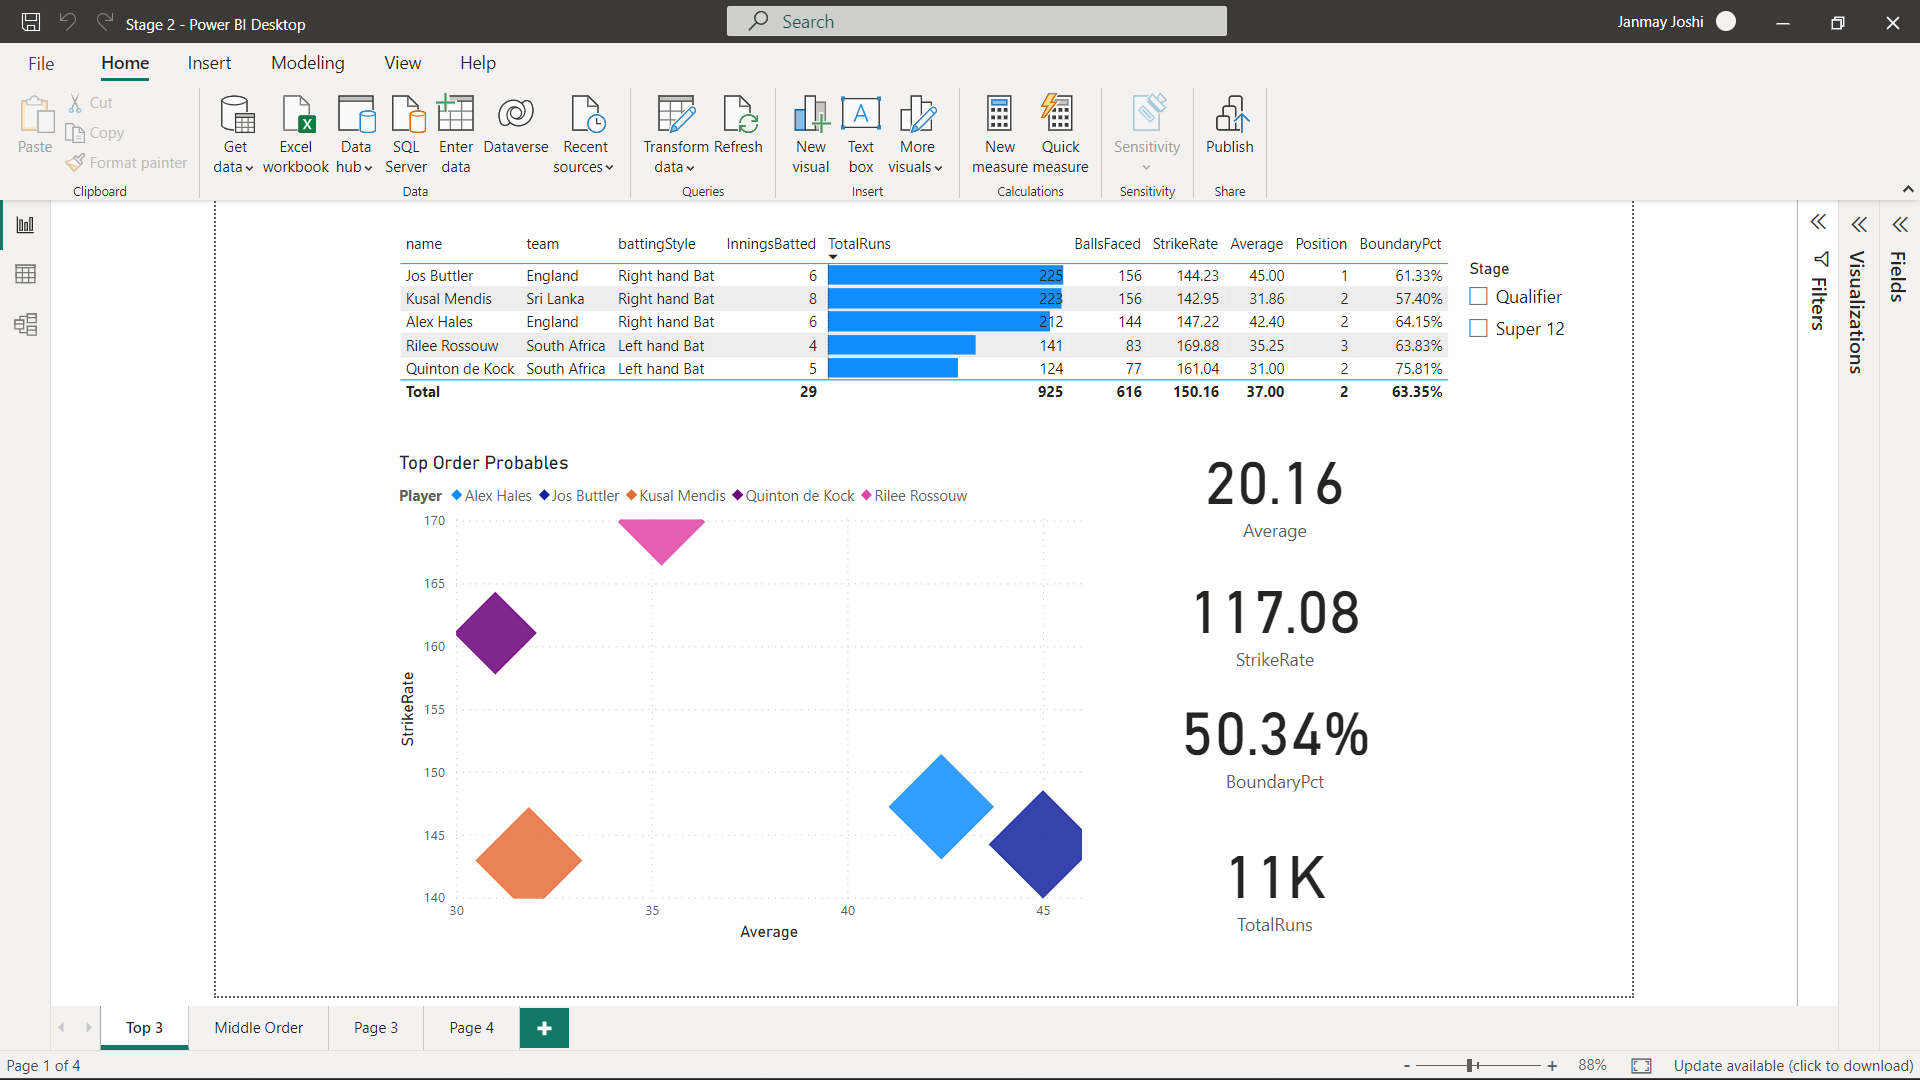 Stage 2 - Power BI Desktop
Search
Janmay Joshi
File Home Insert Modeling View Help
Paste
Cut
Copy
Format painter
Clipboard
Get data
Excel workbook
Data hub
SQL Server
Enter data
Dataverse
Recent sources
Data
Transform data
Refresh
Queries
New visual
Text box
More visuals
Insert
New measure
Quick measure
Calculations
Sensitivity
Sensitivity
Publish
Share
name team battingStyle InningsBatted TotalRuns BallsFaced StrikeRate Average Position BoundaryPct
Jos Buttler England Right hand Bat 6 225 156 144.23 45.00 1 61.33%
Kusal Mendis Sri Lanka Right hand Bat 8 223 156 142.95 31.86 2 57.40%
Alex Hales England Right hand Bat 6 212 144 147.22 42.40 2 64.15%
Rilee Rossouw South Africa Left hand Bat 4 141 83 169.88 35.25 3 63.83%
Quinton de Kock South Africa Left hand Bat 5 124 77 161.04 31.00 2 75.81%
Total 29 925 616 150.16 37.00 2 63.35%
Stage
Qualifier
Super 12
Filters
Visualizations
Fields
Top Order Probables
Player Alex Hales Jos Buttler Kusal Mendis Quinton de Kock Rilee Rossouw
170
165
160
155
150
145
140
StrikeRate
30 35 40 45
Average
20.16
Average
117.08
StrikeRate
50.34%
BoundaryPct
11K
TotalRuns
Top 3 Middle Order Page 3 Page 4 +
Page 1 of 4
- + 88% Update available (click to download)